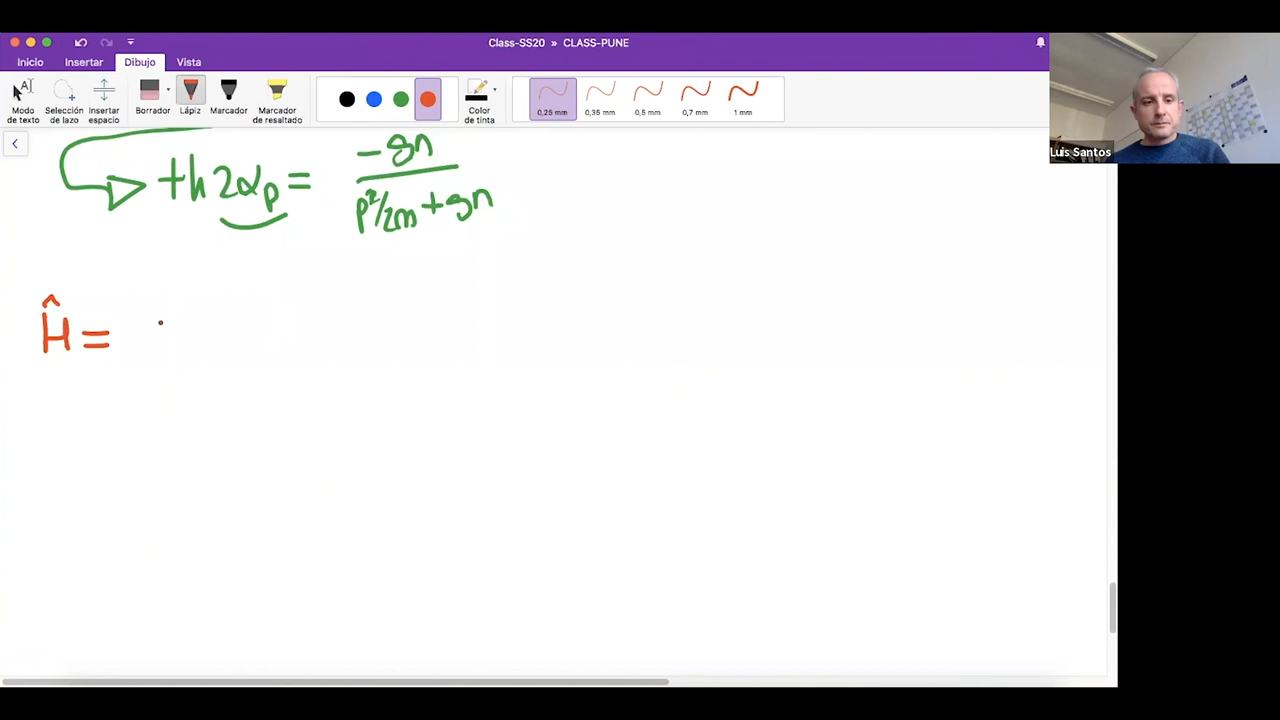 Class-SS20 » CLASS-PUNE
Inicio Insertar Dibujo Vista
Modo de texto
Selección de lazo
Insertar espacio
Borrador
Lápiz
Marcador
Marcador de resaltado
Color de tinta
0,25 mm 0,35 mm 0,5 mm 0,7 mm 1 mm
Luis Santos
th 2αₚ = -gn / (p²/2m + gn)
Ĥ =